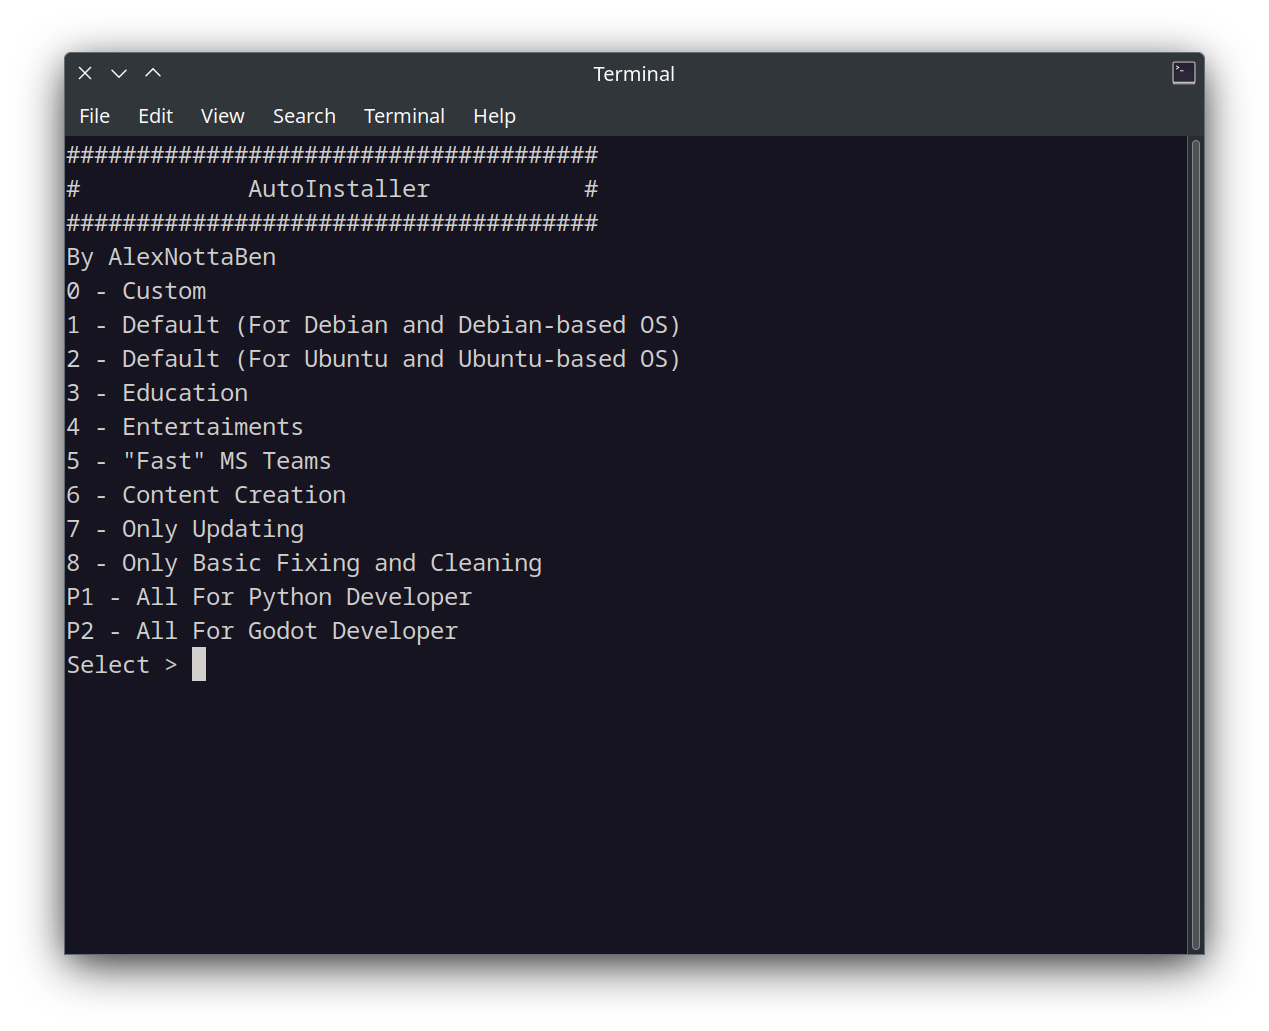 Terminal
File Edit View Search Terminal Help
######################################
#            AutoInstaller           #
######################################
By AlexNottaBen
0 - Custom
1 - Default (For Debian and Debian-based OS)
2 - Default (For Ubuntu and Ubuntu-based OS)
3 - Education
4 - Entertaiments
5 - "Fast" MS Teams
6 - Content Creation
7 - Only Updating
8 - Only Basic Fixing and Cleaning
P1 - All For Python Developer
P2 - All For Godot Developer
Select >